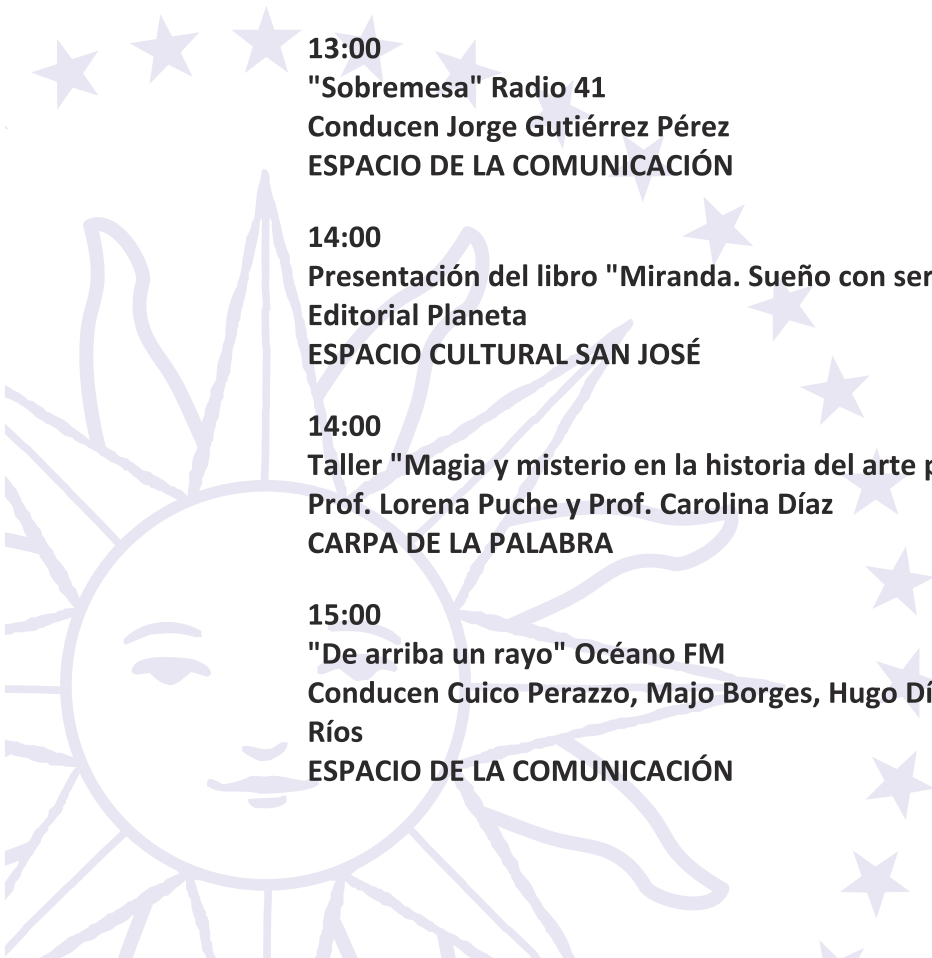 13:00
"Sobremesa" Radio 41
Conducen Jorge Gutiérrez Pérez
ESPACIO DE LA COMUNICACIÓN
14:00
Presentación del libro "Miranda. Sueño con ser
Editorial Planeta
ESPACIO CULTURAL SAN JOSÉ
14:00
Taller "Magia y misterio en la historia del arte
Prof. Lorena Puche y Prof. Carolina Díaz
CARPA DE LA PALABRA
15:00
"De arriba un rayo" Océano FM
Conducen Cuico Perazzo, Majo Borges, Hugo
Ríos
ESPACIO DE LA COMUNICACIÓN